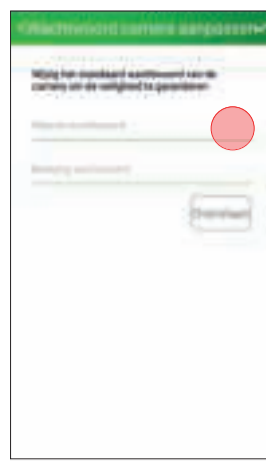 Wachtwoord camera aanpassen
Wijzig het standaard wachtwoord van de
camera om de veiligheid te garanderen
Nieuw wachtwoord
Bevestig wachtwoord
Overslaan